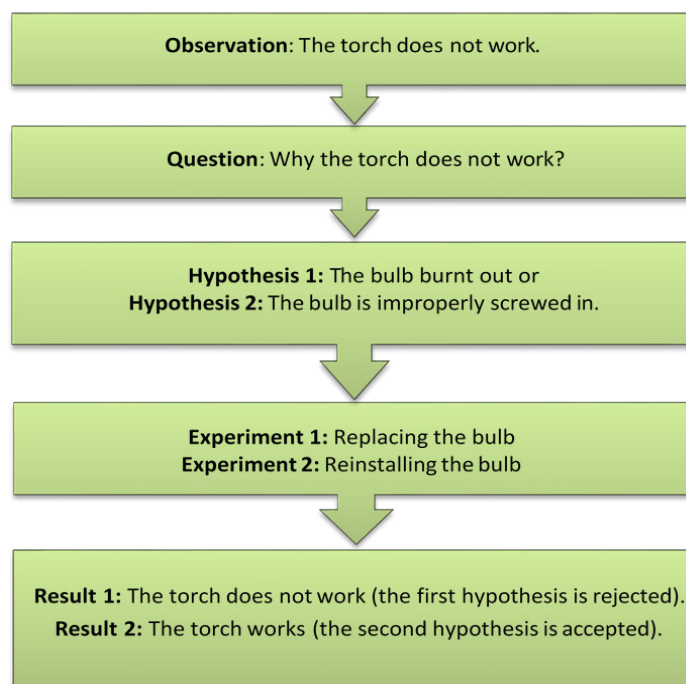 Observation: The torch does not work.
Question: Why the torch does not work?
Hypothesis 1: The bulb burnt out or
Hypothesis 2: The bulb is improperly screwed in.
Experiment 1: Replacing the bulb
Experiment 2: Reinstalling the bulb
Result 1: The torch does not work (the first hypothesis is rejected).
Result 2: The torch works (the second hypothesis is accepted).